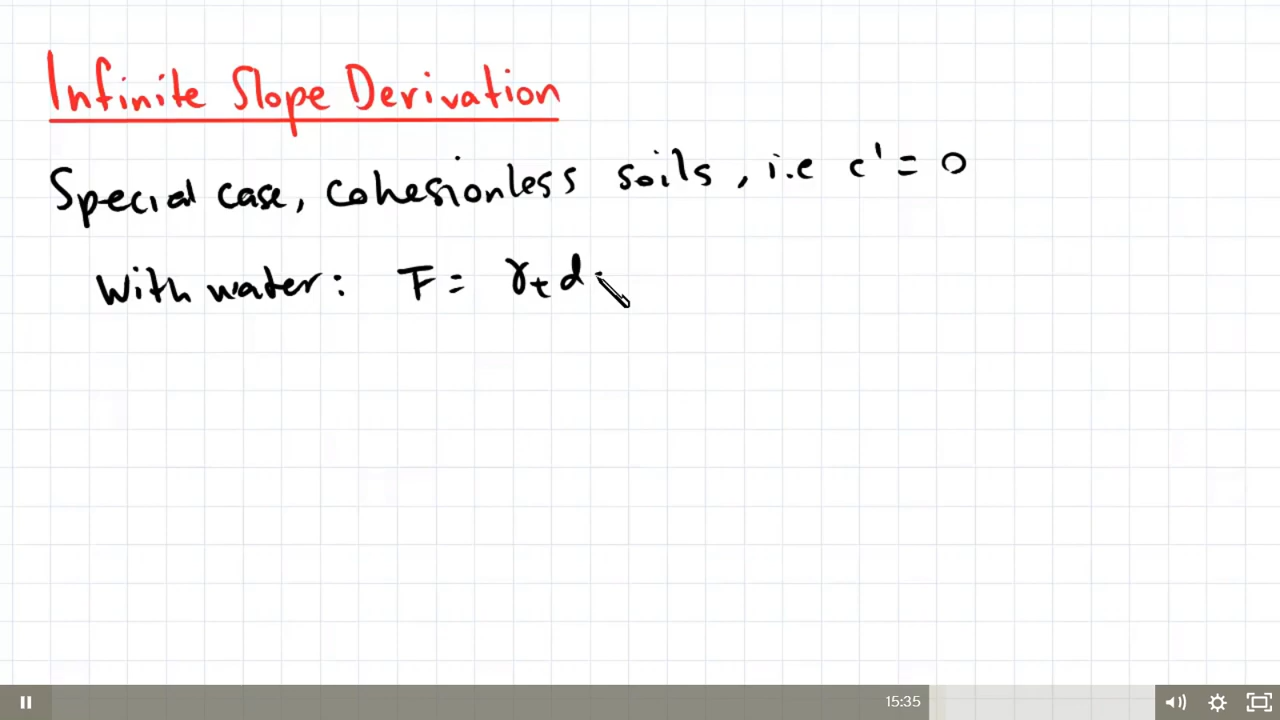 Infinite Slope Derivation
Special case, cohesionless soils, i.e c' = 0
With water: F = γt d
15:35